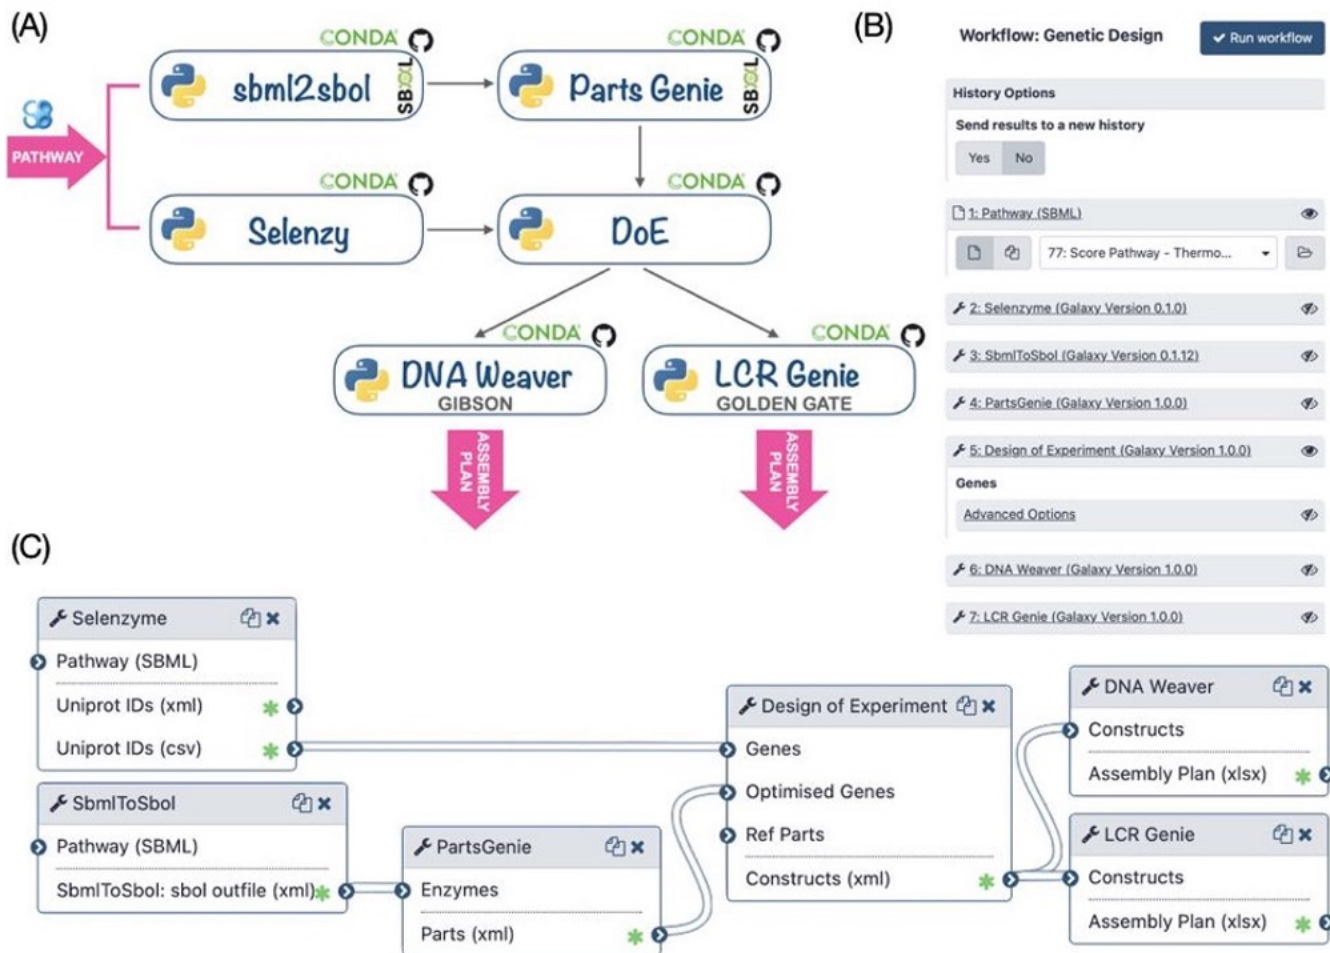 (A)
CONDA
sbml2sbol
SBOL
CONDA
Parts Genie
SBOL
PATHWAY
CONDA
Selenzy
CONDA
DoE
CONDA
DNA Weaver
GIBSON
CONDA
LCR Genie
GOLDEN GATE
ASSEMBLY
PLAN
ASSEMBLY
PLAN
(B)
Workflow: Genetic Design
Run workflow
History Options
Send results to a new history
Yes No
1: Pathway (SBML)
77: Score Pathway - Thermo...
2: Selenzyme (Galaxy Version 0.1.0)
3: SbmlToSbol (Galaxy Version 0.1.12)
4: PartsGenie (Galaxy Version 1.0.0)
5: Design of Experiment (Galaxy Version 1.0.0)
Genes
Advanced Options
6: DNA Weaver (Galaxy Version 1.0.0)
7: LCR Genie (Galaxy Version 1.0.0)
(C)
Selenzyme
Pathway (SBML)
Uniprot IDs (xml)
Uniprot IDs (csv)
SbmlToSbol
Pathway (SBML)
SbmlToSbol: sbol outfile (xml)
PartsGenie
Enzymes
Parts (xml)
Design of Experiment
Genes
Optimised Genes
Ref Parts
Constructs (xml)
DNA Weaver
Constructs
Assembly Plan (xlsx)
LCR Genie
Constructs
Assembly Plan (xlsx)